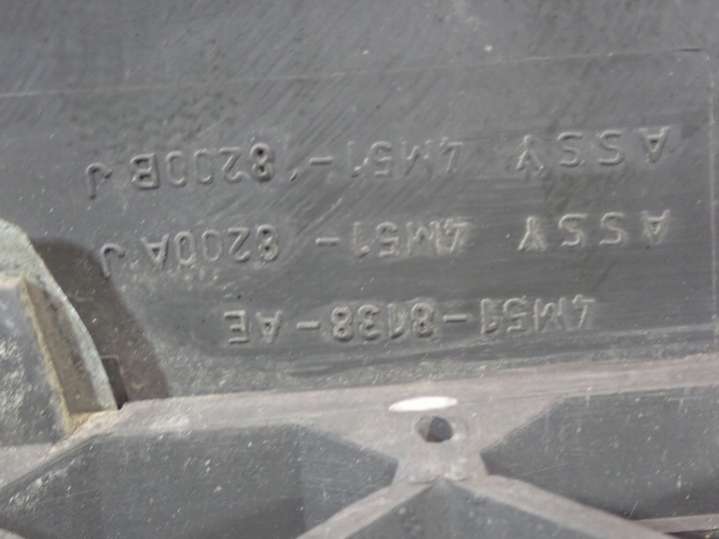 4M51-8138-AE
ASSY 4M51- 8200A J
ASSY 4M51- 8200B J